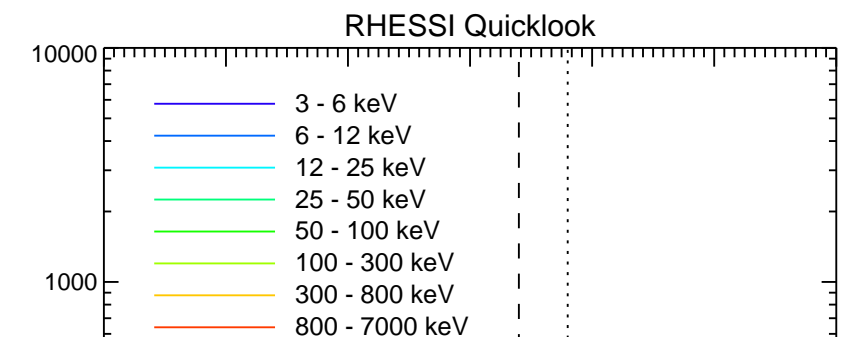 RHESSI Quicklook
10000
3 - 6 keV
6 - 12 keV
12 - 25 keV
25 - 50 keV
50 - 100 keV
100 - 300 keV
1000
300 - 800 keV
800 - 7000 keV